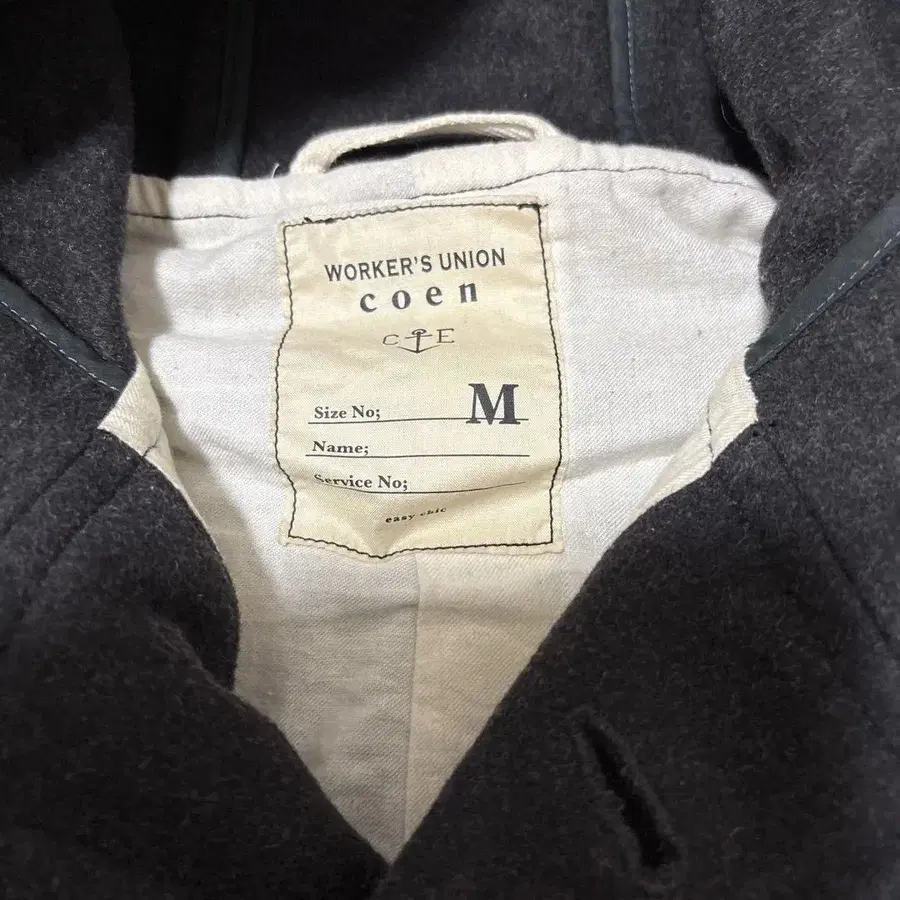 WORKER'S UNION
coen
C E
Size No; M
Name;
Service No;
easy chic